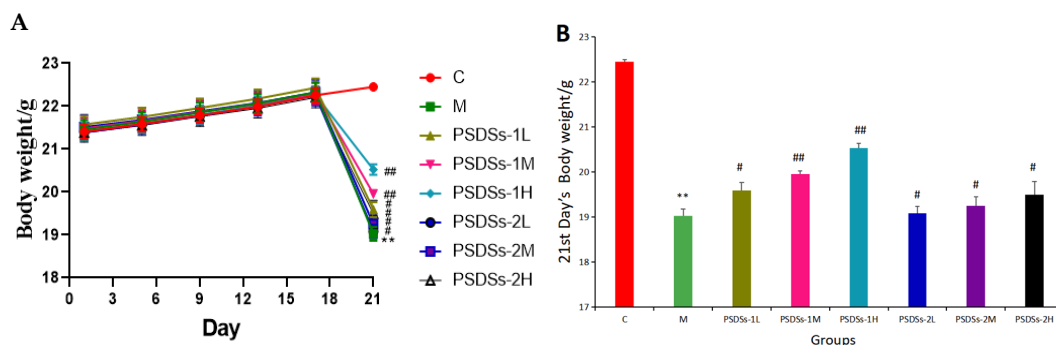 A
Body weight/g
23
22
21
20
19
18
0
3
6
9
12
15
18
21
Day
##
##
#
#
#
#
**
C
M
PSDSs-1L
PSDSs-1M
PSDSs-1H
PSDSs-2L
PSDSs-2M
PSDSs-2H
B
21st Day's Body weight/g
23
22
21
20
19
18
17
**
#
##
##
#
#
#
C
M
PSDSs-1L
PSDSs-1M
PSDSs-1H
PSDSs-2L
PSDSs-2M
PSDSs-2H
Groups